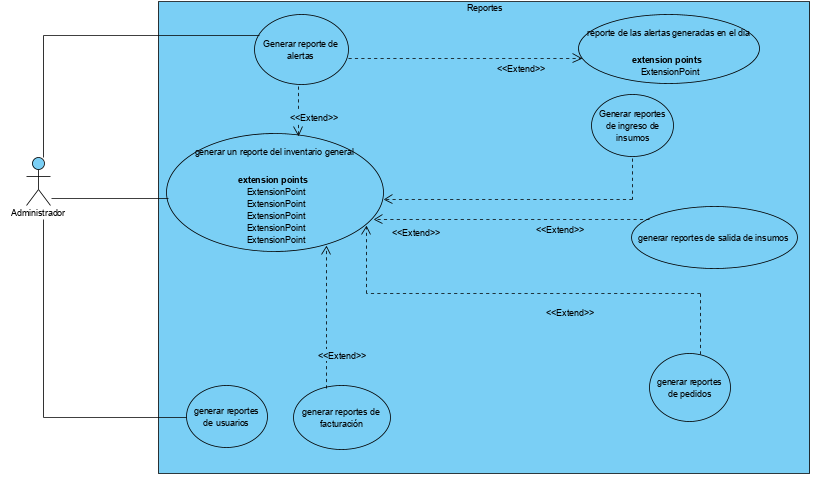 Reportes
Generar reporte de
alertas
reporte de las alertas generadas en el día
extension points
ExtensionPoint
<<Extend>>
<<Extend>>
Generar reportes
de ingreso de
insumos
generar un reporte del inventario general
extension points
ExtensionPoint
ExtensionPoint
ExtensionPoint
ExtensionPoint
ExtensionPoint
Administrador
<<Extend>>
<<Extend>>
generar reportes de salida de insumos
<<Extend>>
<<Extend>>
generar reportes
de pedidos
generar reportes
de usuarios
generar reportes de
facturación